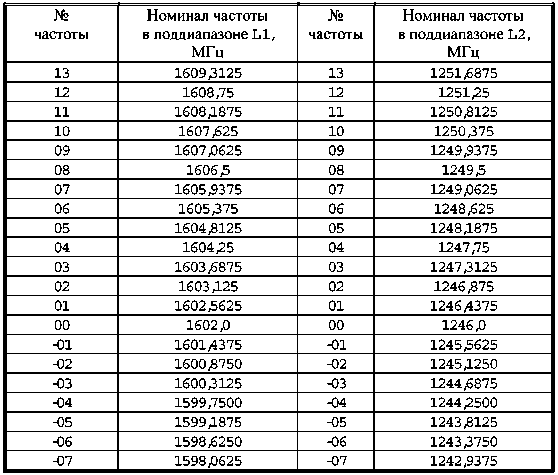 № частоты Номинал частоты в поддиапазоне L1, МГц № частоты Номинал частоты в поддиапазоне L2, МГц
13 1609,3125 13 1251,6875
12 1608,75 12 1251,25
11 1608,1875 11 1250,8125
10 1607,625 10 1250,375
09 1607,0625 09 1249,9375
08 1606,5 08 1249,5
07 1605,9375 07 1249,0625
06 1605,375 06 1248,625
05 1604,8125 05 1248,1875
04 1604,25 04 1247,75
03 1603,6875 03 1247,3125
02 1603,125 02 1246,875
01 1602,5625 01 1246,4375
00 1602,0 00 1246,0
-01 1601,4375 -01 1245,5625
-02 1600,8750 -02 1245,1250
-03 1600,3125 -03 1244,6875
-04 1599,7500 -04 1244,2500
-05 1599,1875 -05 1243,8125
-06 1598,6250 -06 1243,3750
-07 1598,0625 -07 1242,9375